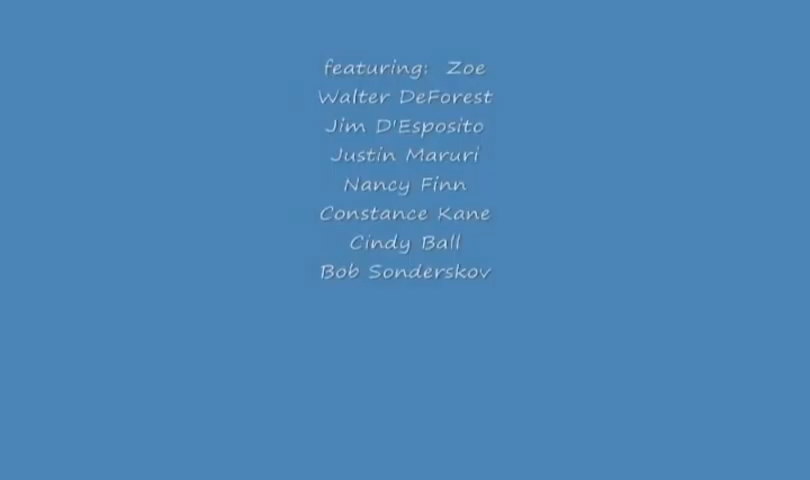 featuring:  Zoe
Walter DeForest
Jim D'Esposito
Justin Maruri
Nancy Finn
Constance Kane
Cindy Ball
Bob Sonderskov